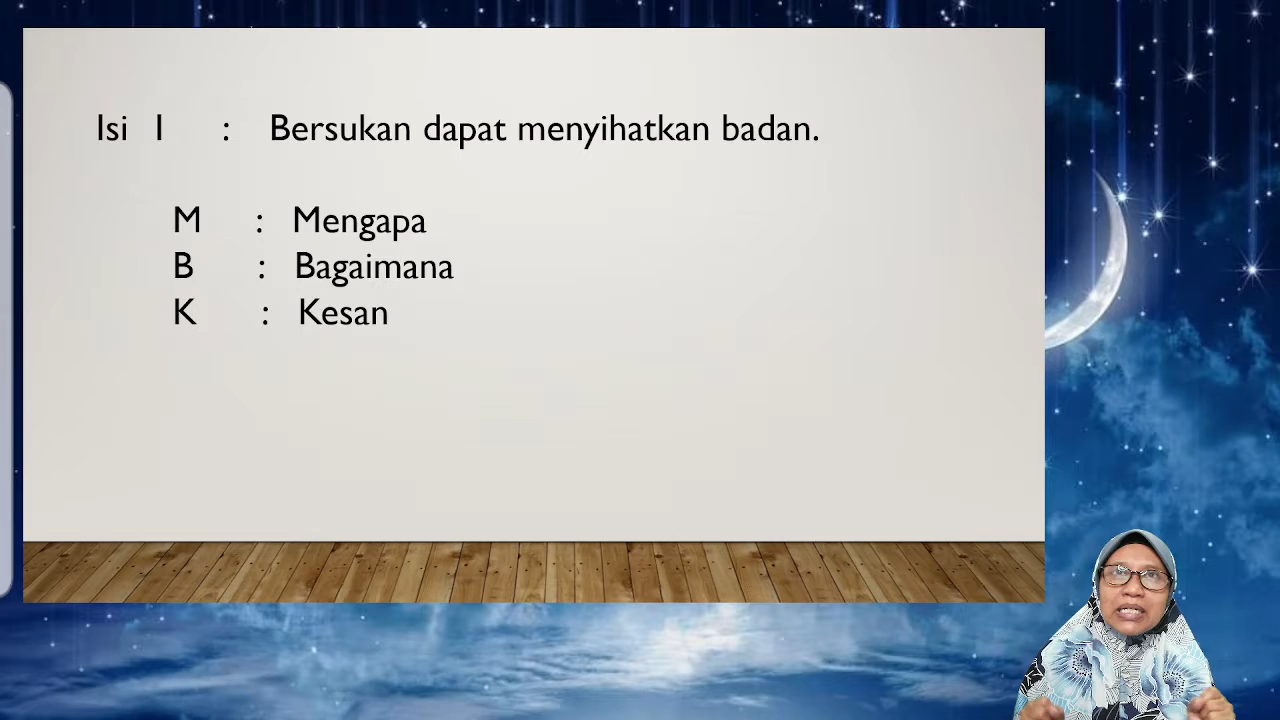 Isi 1 : Bersukan dapat menyihatkan badan.
M : Mengapa
B : Bagaimana
K : Kesan